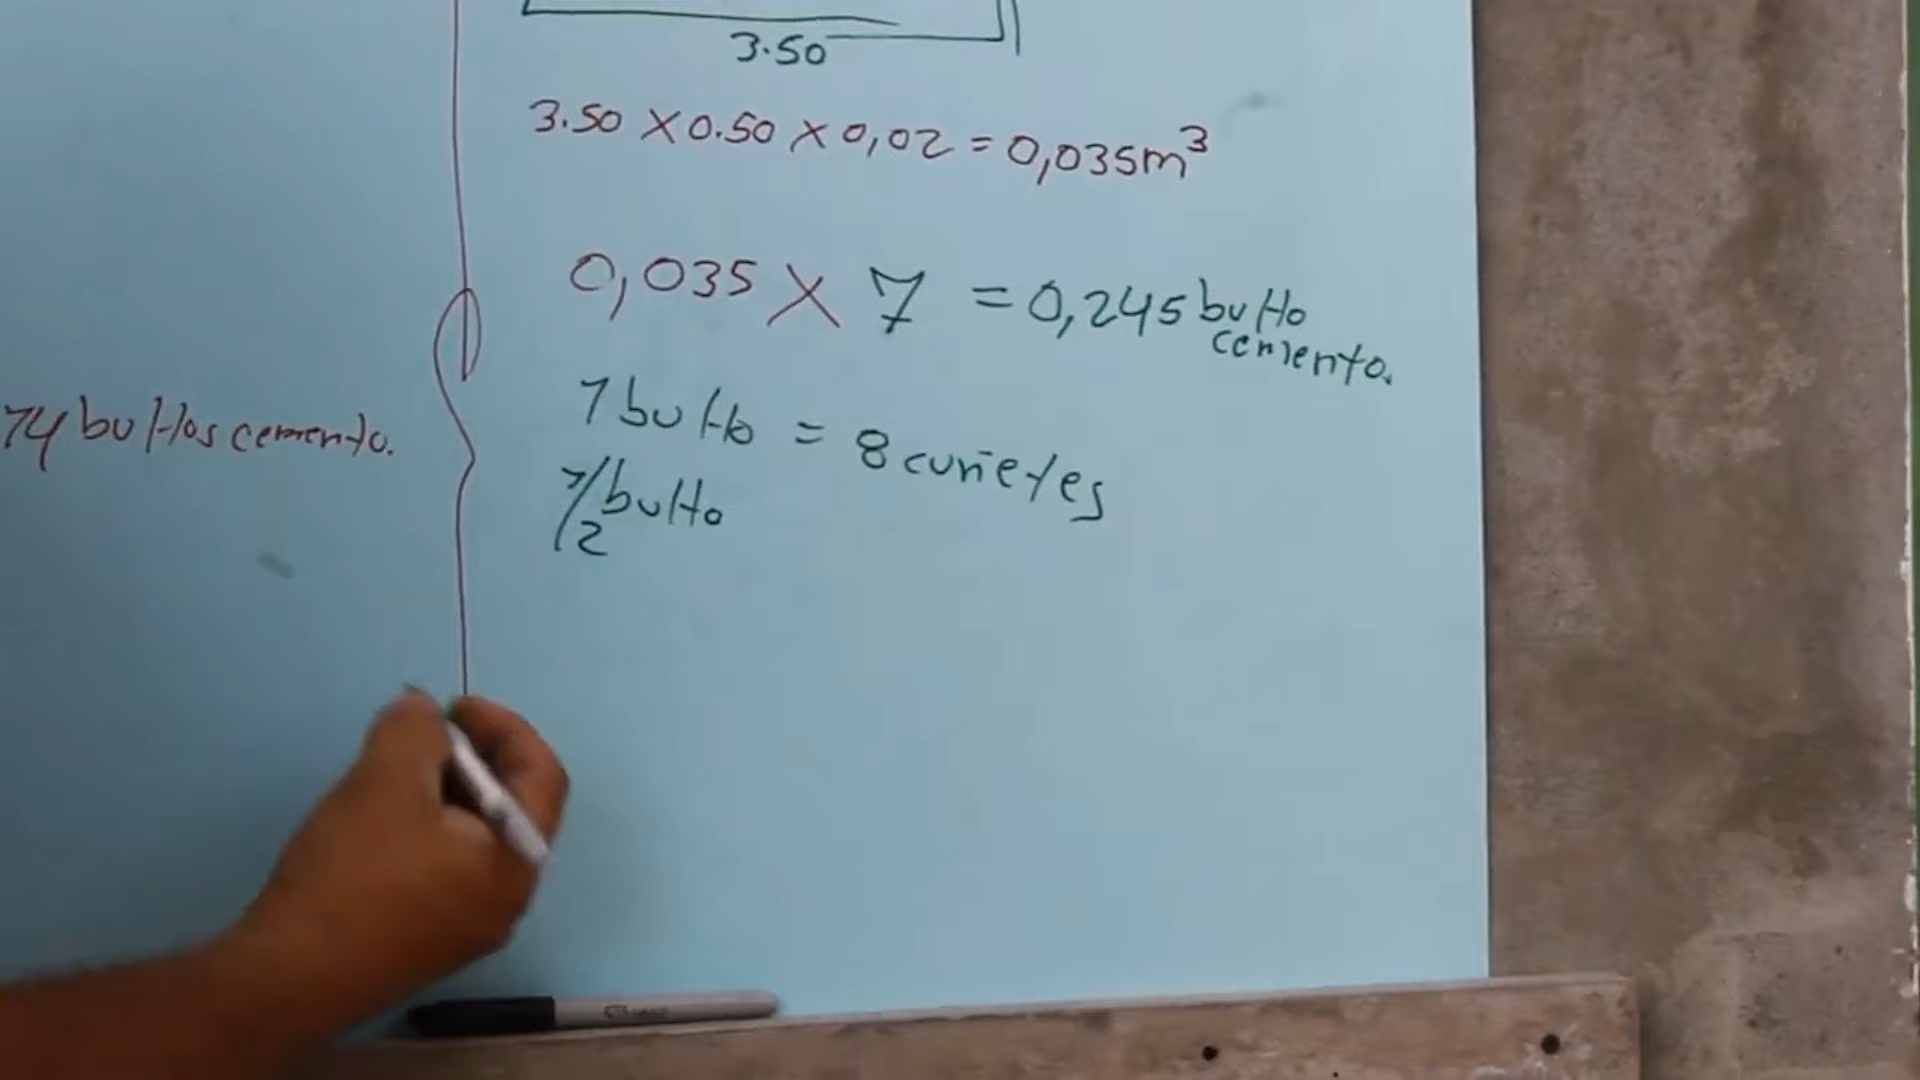 3.50
3.50 X 0.50 X 0,02 = 0,035m³
0,035 X 7 = 0,245 bulto
cemento.
1 bulto = 8 cuñetes
1/2 bulto
14 bultos cemento.